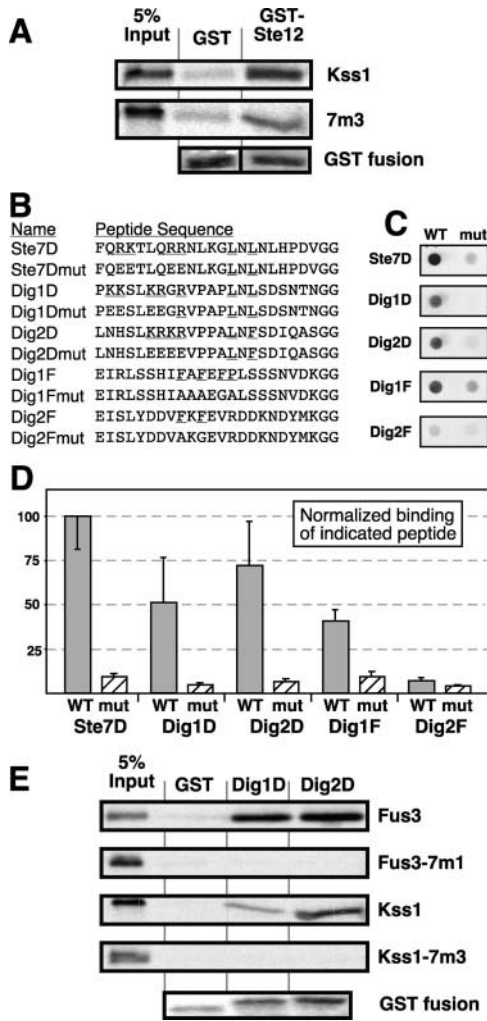 A
5% Input
GST
GST-Ste12
Kss1
7m3
GST fusion
B
Name Peptide Sequence
Ste7D FQRKTLQRRNLKGLNLNLHPDVGG
Ste7Dmut FQEETLQEENLKGLNLNLHPDVGG
Dig1D PKKSLKRGRVPAPLNLSDSNTNGG
Dig1Dmut PEESLEEGRVPAPLNLSDSNTNGG
Dig2D LNHSLKRKRVPPALNFSDIQASGG
Dig2Dmut LNHSLEEEEVPPALNFSDIQASGG
Dig1F EIRLSSHIFAFEFPLSSSNVDKGG
Dig1Fmut EIRLSSHIAAAEGALSSSNVDKGG
Dig2F EISLYDDVFKFEVRDDKNDYMKGG
Dig2Fmut EISLYDDVAKGEVRDDKNDYMKGG
C
WT mut
Ste7D
Dig1D
Dig2D
Dig1F
Dig2F
D
Normalized binding of indicated peptide
100
75
50
25
WT mut WT mut WT mut WT mut WT mut
Ste7D Dig1D Dig2D Dig1F Dig2F
E
5% Input
GST
Dig1D
Dig2D
Fus3
Fus3-7m1
Kss1
Kss1-7m3
GST fusion